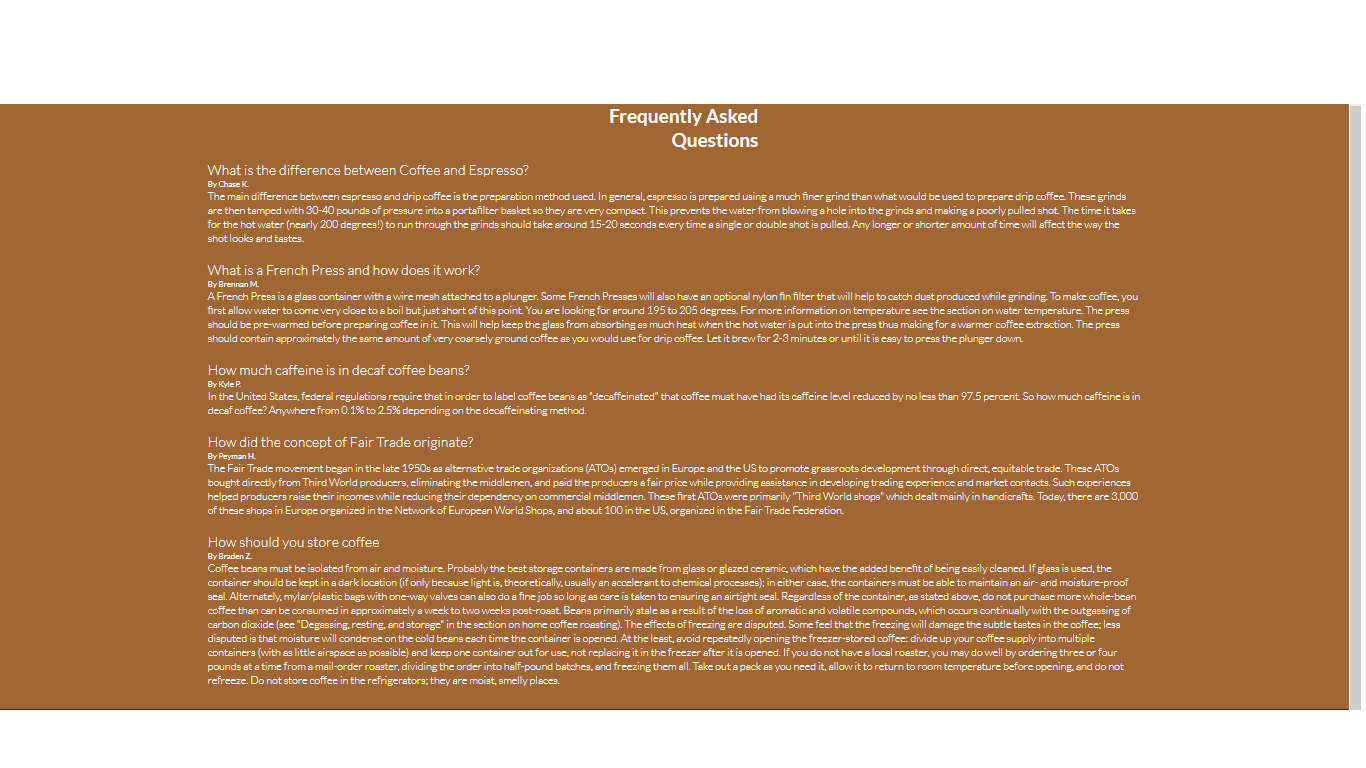 Frequently Asked
Questions
What is the difference between Coffee and Espresso?
By Chase K.
The main difference between espresso and drip coffee is the preparation method used. In general, espresso is prepared using a much finer grind than what would be used to prepare drip coffee. These grinds
are then tamped with 30-40 pounds of pressure into a portafilter basket so they are very compact. This prevents the water from blowing a hole into the grinds and making a poorly pulled shot. The time it takes
for the hot water (nearly 200 degrees!) to run through the grinds should take around 15-20 seconds every time a single or double shot is pulled. Any longer or shorter amount of time will affect the way the
shot looks and tastes.
What is a French Press and how does it work?
By Brennan M.
A French Press is a glass container with a wire mesh attached to a plunger. Some French Presses will also have an optional nylon fin filter that will help to catch dust produced while grinding. To make coffee, you
first allow water to come very close to a boil but just short of this point. You are looking for around 195 to 205 degrees. For more information on temperature see the section on water temperature. The press
should be pre-warmed before preparing coffee in it. This will help keep the glass from absorbing as much heat when the hot water is put into the press thus making for a warmer coffee extraction. The press
should contain approximately the same amount of very coarsely ground coffee as you would use for drip coffee. Let it brew for 2-3 minutes or until it is easy to press the plunger down.
How much caffeine is in decaf coffee beans?
By Kyle P.
In the United States, federal regulations require that in order to label coffee beans as "decaffeinated" that coffee must have had its caffeine level reduced by no less than 97.5 percent. So how much caffeine is in
decaf coffee? Anywhere from 0.1% to 2.5% depending on the decaffeinating method.
How did the concept of Fair Trade originate?
By Peyman H.
The Fair Trade movement began in the late 1950s as alternative trade organizations (ATOs) emerged in Europe and the US to promote grassroots development through direct, equitable trade. These ATOs
bought directly from Third World producers, eliminating the middlemen, and paid the producers a fair price while providing assistance in developing trading experience and market contacts. Such experiences
helped producers raise their incomes while reducing their dependency on commercial middlemen. These first ATOs were primarily "Third World shops" which dealt mainly in handicrafts. Today, there are 3,000
of these shops in Europe organized in the Network of European World Shops, and about 100 in the US, organized in the Fair Trade Federation.
How should you store coffee
By Braden Z.
Coffee beans must be isolated from air and moisture. Probably the best storage containers are made from glass or glazed ceramic, which have the added benefit of being easily cleaned. If glass is used, the
container should be kept in a dark location (if only because light is, theoretically, usually an accelerant to chemical processes); in either case, the containers must be able to maintain an air- and moisture-proof
seal. Alternately, mylar/plastic bags with one-way valves can also do a fine job so long as care is taken to ensuring an airtight seal. Regardless of the container, as stated above, do not purchase more whole-bean
coffee than can be consumed in approximately a week to two weeks post-roast. Beans primarily stale as a result of the loss of aromatic and volatile compounds, which occurs continually with the outgassing of
carbon dioxide (see "Degassing, resting, and storage" in the section on home coffee roasting). The effects of freezing are disputed. Some feel that the freezing will damage the subtle tastes in the coffee; less
disputed is that moisture will condense on the cold beans each time the container is opened. At the least, avoid repeatedly opening the freezer-stored coffee: divide up your coffee supply into multiple
containers (with as little airspace as possible) and keep one container out for use, not replacing it in the freezer after it is opened. If you do not have a local roaster, you may do well by ordering three or four
pounds at a time from a mail-order roaster, dividing the order into half-pound batches, and freezing them all. Take out a pack as you need it, allow it to return to room temperature before opening, and do not
refreeze. Do not store coffee in the refrigerators; they are moist, smelly places.